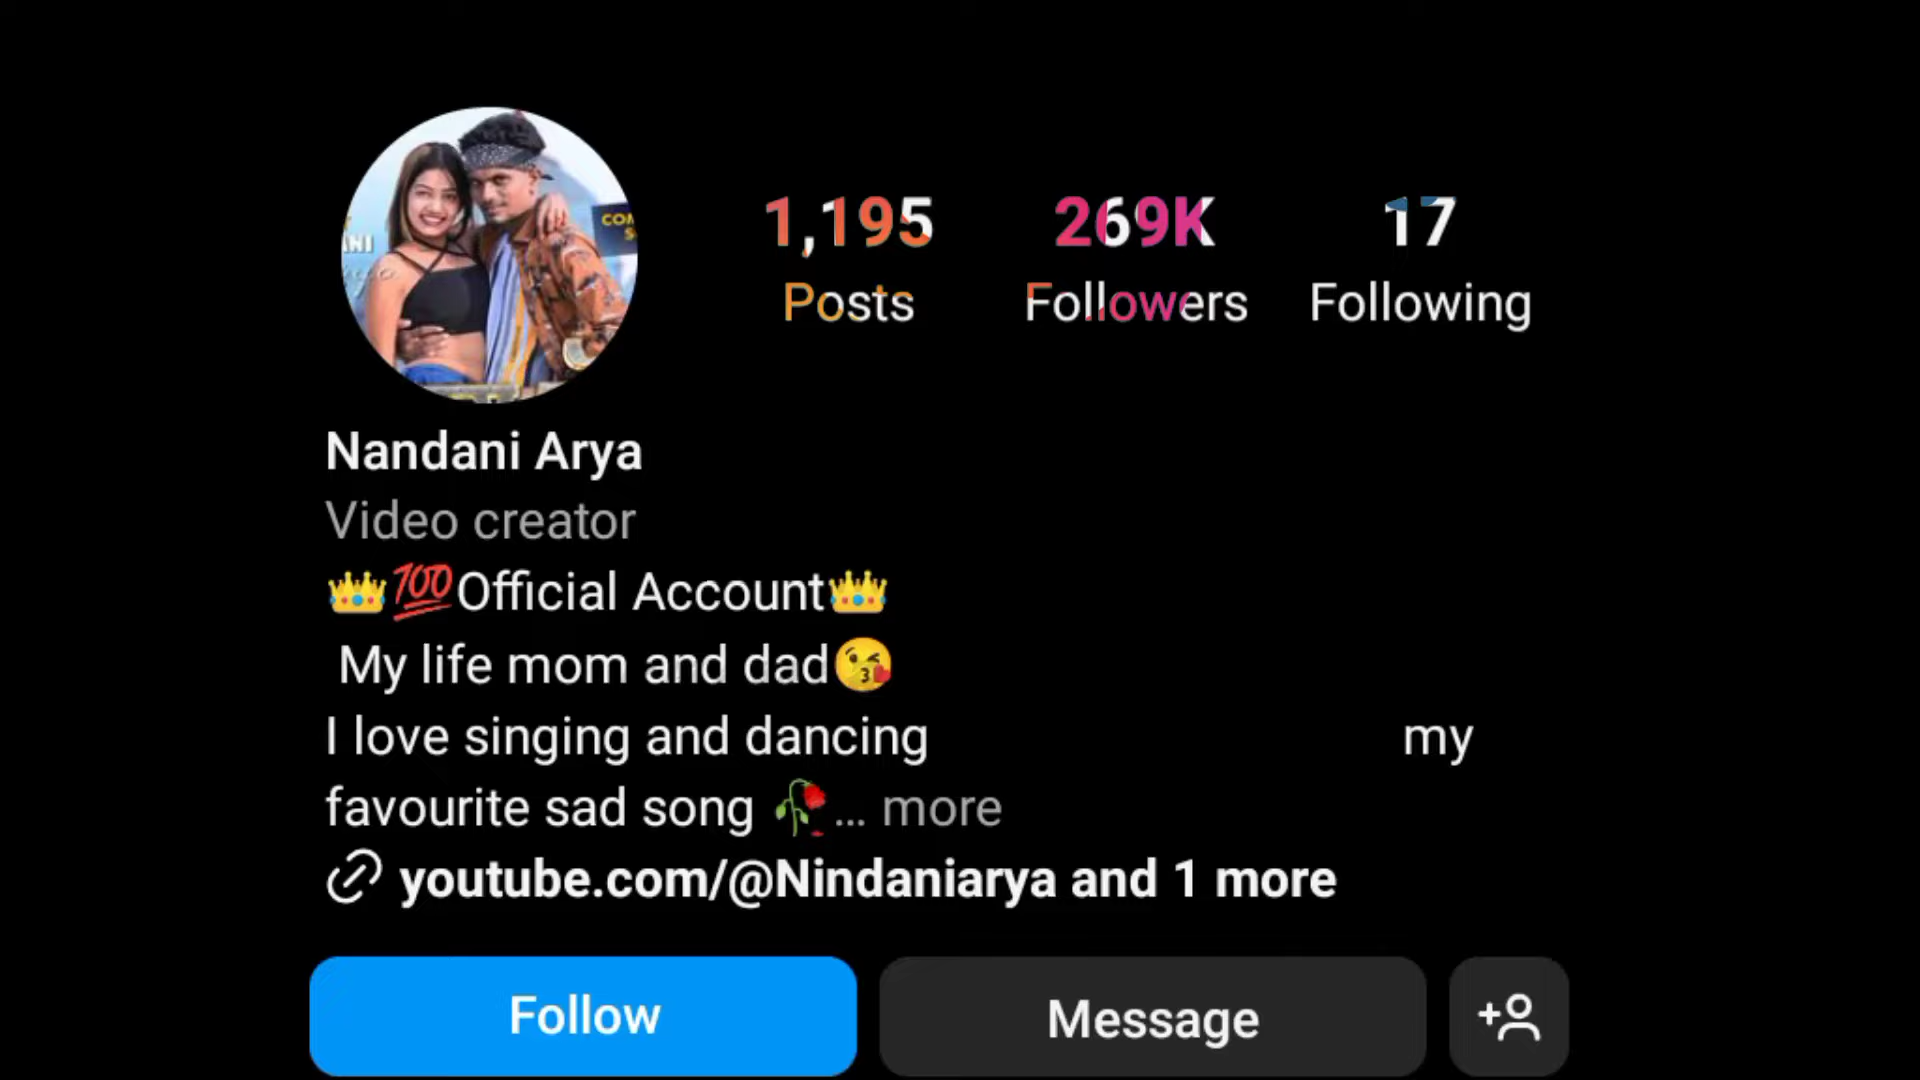 1,195 269K 17
Posts Followers Following
Nandani Arya
Video creator
👑💯Official Account👑
My life mom and dad😘
I love singing and dancing my
favourite sad song 🥀... more
youtube.com/@Nindaniarya and 1 more
Follow Message